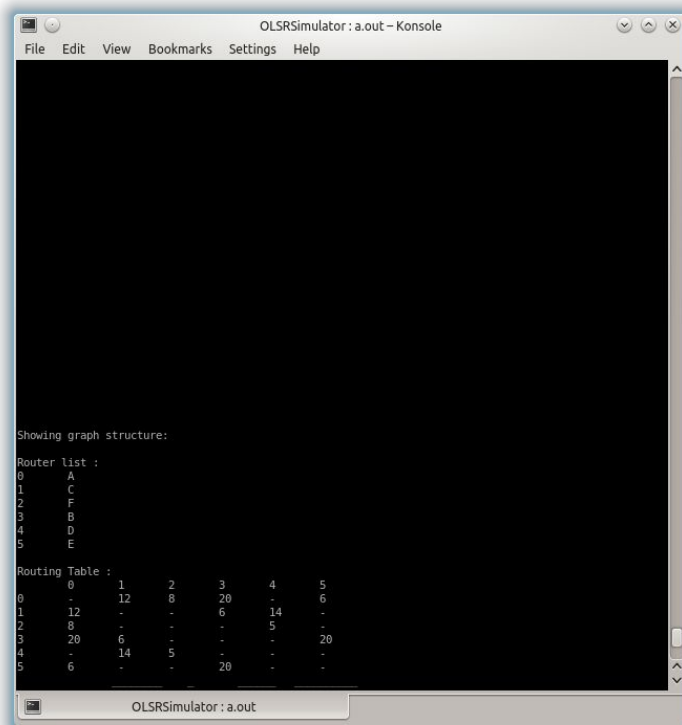 OLSRSimulator : a.out – Konsole
File Edit View Bookmarks Settings Help
Showing graph structure:
Router list :
0 A
1 C
2 F
3 B
4 D
5 E
Routing Table :
0 1 2 3 4 5
0 - 12 8 20 - 6
1 12 - - 6 14 -
2 8 - - - 5 -
3 20 6 - - - 20
4 - 14 5 - - -
5 6 - - 20 - -
OLSRSimulator : a.out